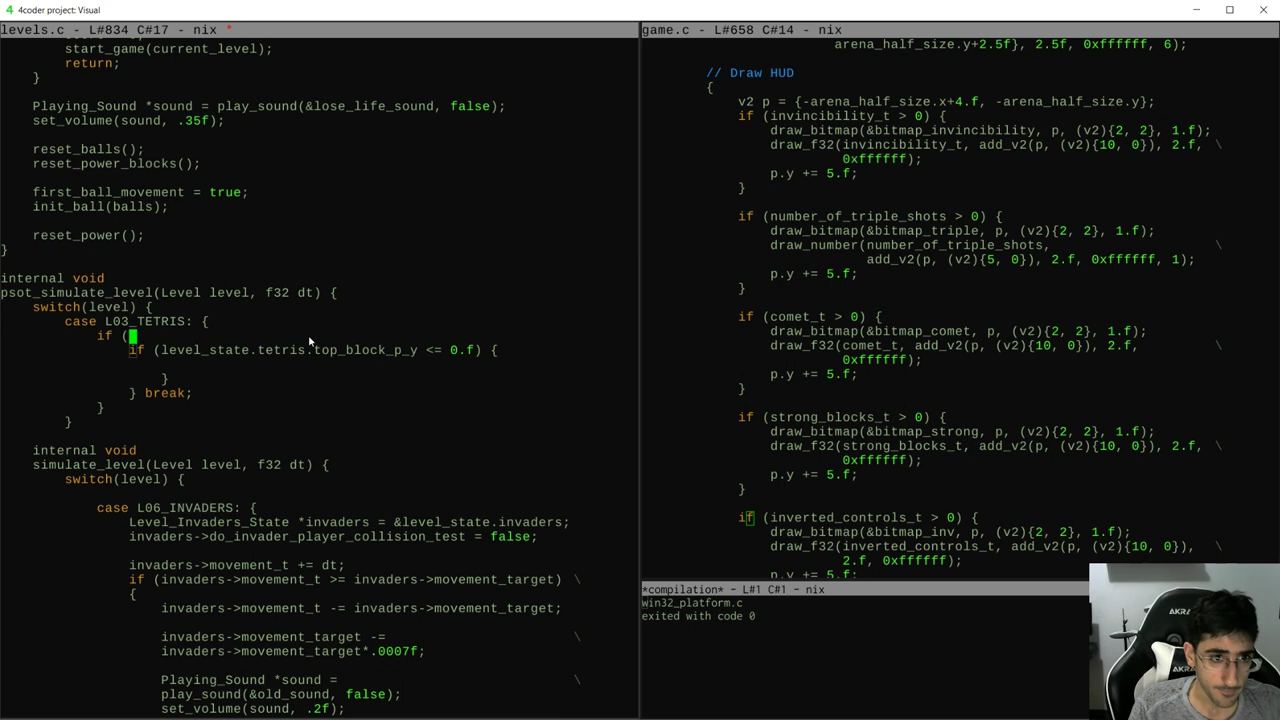 4coder project: Visual
levels.c - L#834 C#17 - nix *
start_game(current_level);
return;
}
Playing_Sound *sound = play_sound(&lose_life_sound, false);
set_volume(sound, .35f);
reset_balls();
reset_power_blocks();
first_ball_movement = true;
init_ball(balls);
reset_power();
}
internal void
psot_simulate_level(Level level, f32 dt) {
switch(level) {
case L03_TETRIS: {
if (
if (level_state.tetris.top_block_p_y <= 0.f) {
}
} break;
}
}
internal void
simulate_level(Level level, f32 dt) {
switch(level) {
case L06_INVADERS: {
Level_Invaders_State *invaders = &level_state.invaders;
invaders->do_invader_player_collision_test = false;
invaders->movement_t += dt;
if (invaders->movement_t >= invaders->movement_target) \
{
invaders->movement_t -= invaders->movement_target;
invaders->movement_target -= \
invaders->movement_target*.0007f;
Playing_Sound *sound = \
play_sound(&old_sound, false);
set_volume(sound, .2f);
game.c - L#658 C#14 - nix
arena_half_size.y+2.5f}, 2.5f, 0xffffff, 6);
// Draw HUD
{
v2 p = {-arena_half_size.x+4.f, -arena_half_size.y};
if (invincibility_t > 0) {
draw_bitmap(&bitmap_invincibility, p, (v2){2, 2}, 1.f);
draw_f32(invincibility_t, add_v2(p, (v2){10, 0}), 2.f, \
0xffffff);
p.y += 5.f;
}
if (number_of_triple_shots > 0) {
draw_bitmap(&bitmap_triple, p, (v2){2, 2}, 1.f);
draw_number(number_of_triple_shots, \
add_v2(p, (v2){5, 0}), 2.f, 0xffffff, 1);
p.y += 5.f;
}
if (comet_t > 0) {
draw_bitmap(&bitmap_comet, p, (v2){2, 2}, 1.f);
draw_f32(comet_t, add_v2(p, (v2){10, 0}), 2.f, \
0xffffff);
p.y += 5.f;
}
if (strong_blocks_t > 0) {
draw_bitmap(&bitmap_strong, p, (v2){2, 2}, 1.f);
draw_f32(strong_blocks_t, add_v2(p, (v2){10, 0}), 2.f, \
0xffffff);
p.y += 5.f;
}
if (inverted_controls_t > 0) {
draw_bitmap(&bitmap_inv, p, (v2){2, 2}, 1.f);
draw_f32(inverted_controls_t, add_v2(p, (v2){10, 0}), \
2.f, 0xffffff);
p.y += 5.f;
*compilation* - L#1 C#1 - nix
win32_platform.c
exited with code 0